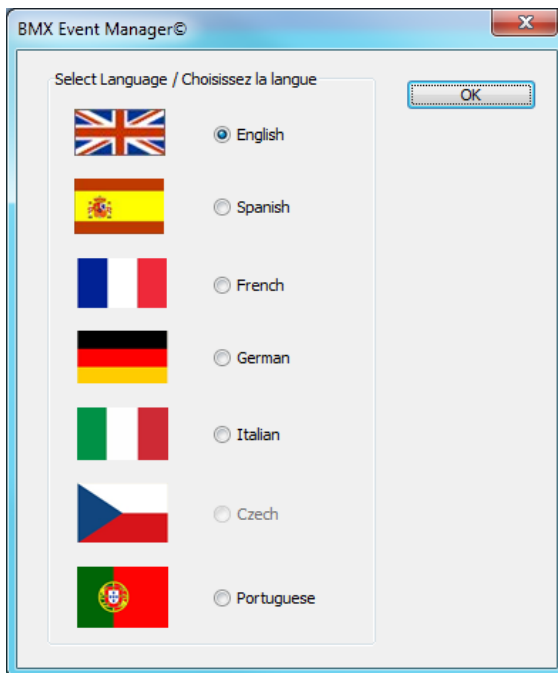 BMX Event Manager©
Select Language / Choisissez la langue
OK
English
Spanish
French
German
Italian
Czech
Portuguese